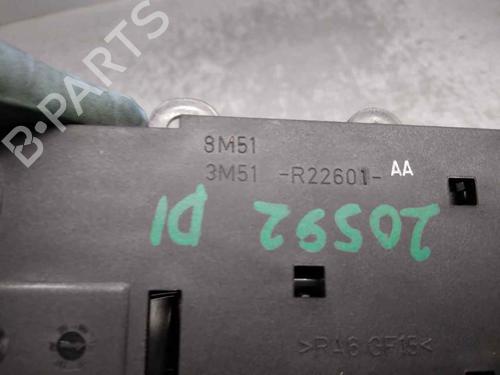 B-PARTS
8M51
3M51 -R22601- AA
20592 DI
>PA6 GF15<